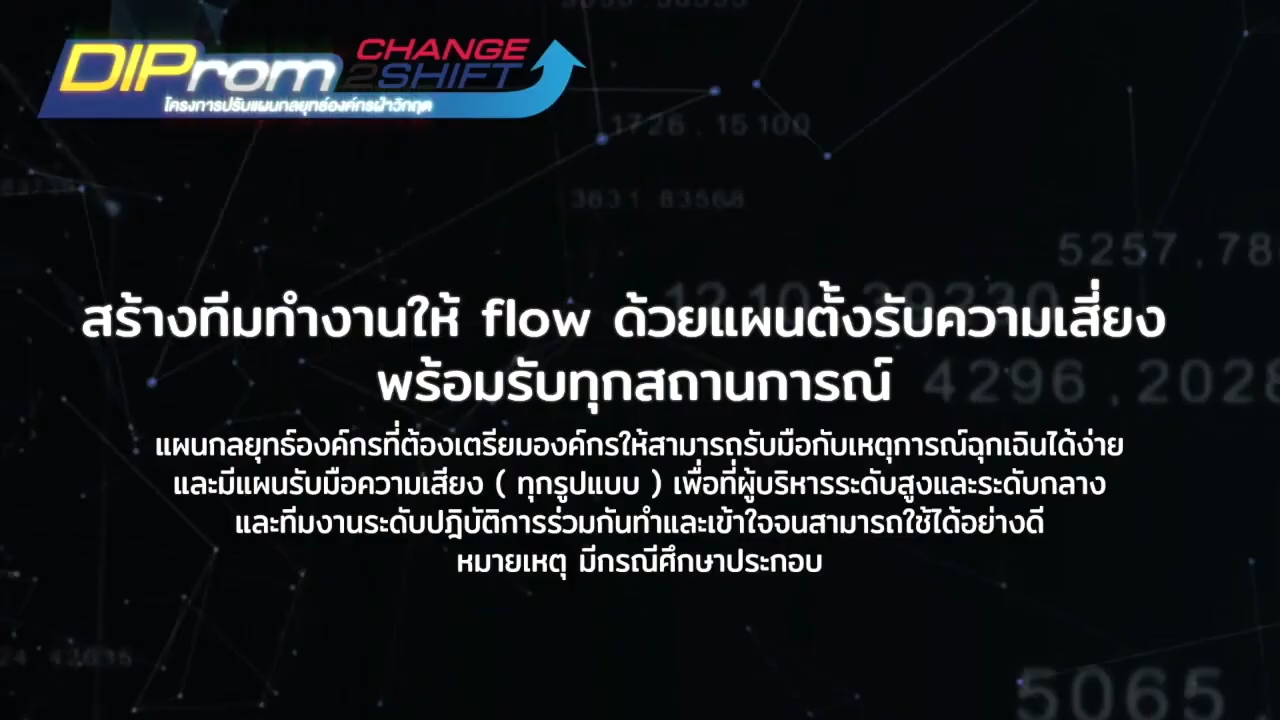 DIProm CHANGE
2SHIFT
โครงการปรับแผนกลยุทธ์องค์กรฝ่าวิกฤต
1726 , 15100
3831 83568
5257 , 78
1210 , 39230
สร้างทีมทำงานให้ flow ด้วยแผนตั้งรับความเสี่ยง
พร้อมรับทุกสถานการณ์
4296 , 2028
แผนกลยุทธ์องค์กรที่ต้องเตรียมองค์กรให้สามารถรับมือกับเหตุการณ์ฉุกเฉินได้ง่าย
และมีแผนรับมือความเสี่ยง ( ทุกรูปแบบ ) เพื่อที่ผู้บริหารระดับสูงและระดับกลาง
และทีมงานระดับปฎิบัติการร่วมกันทำและเข้าใจจนสามารถใช้ได้อย่างดี
หมายเหตุ มีกรณีศึกษาประกอบ
5065